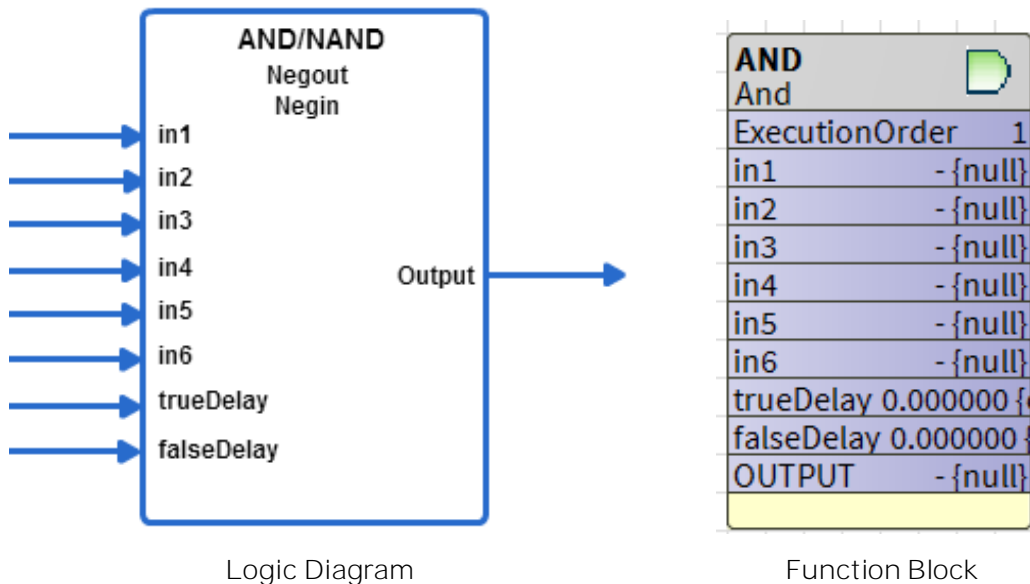 AND/NAND
Negout
Negin
in1
in2
in3
in4
in5
in6
trueDelay
falseDelay
Output
AND
And
ExecutionOrder 1
in1 - {null}
in2 - {null}
in3 - {null}
in4 - {null}
in5 - {null}
in6 - {null}
trueDelay 0.000000 {
falseDelay 0.000000 {
OUTPUT - {null}
Logic Diagram
Function Block